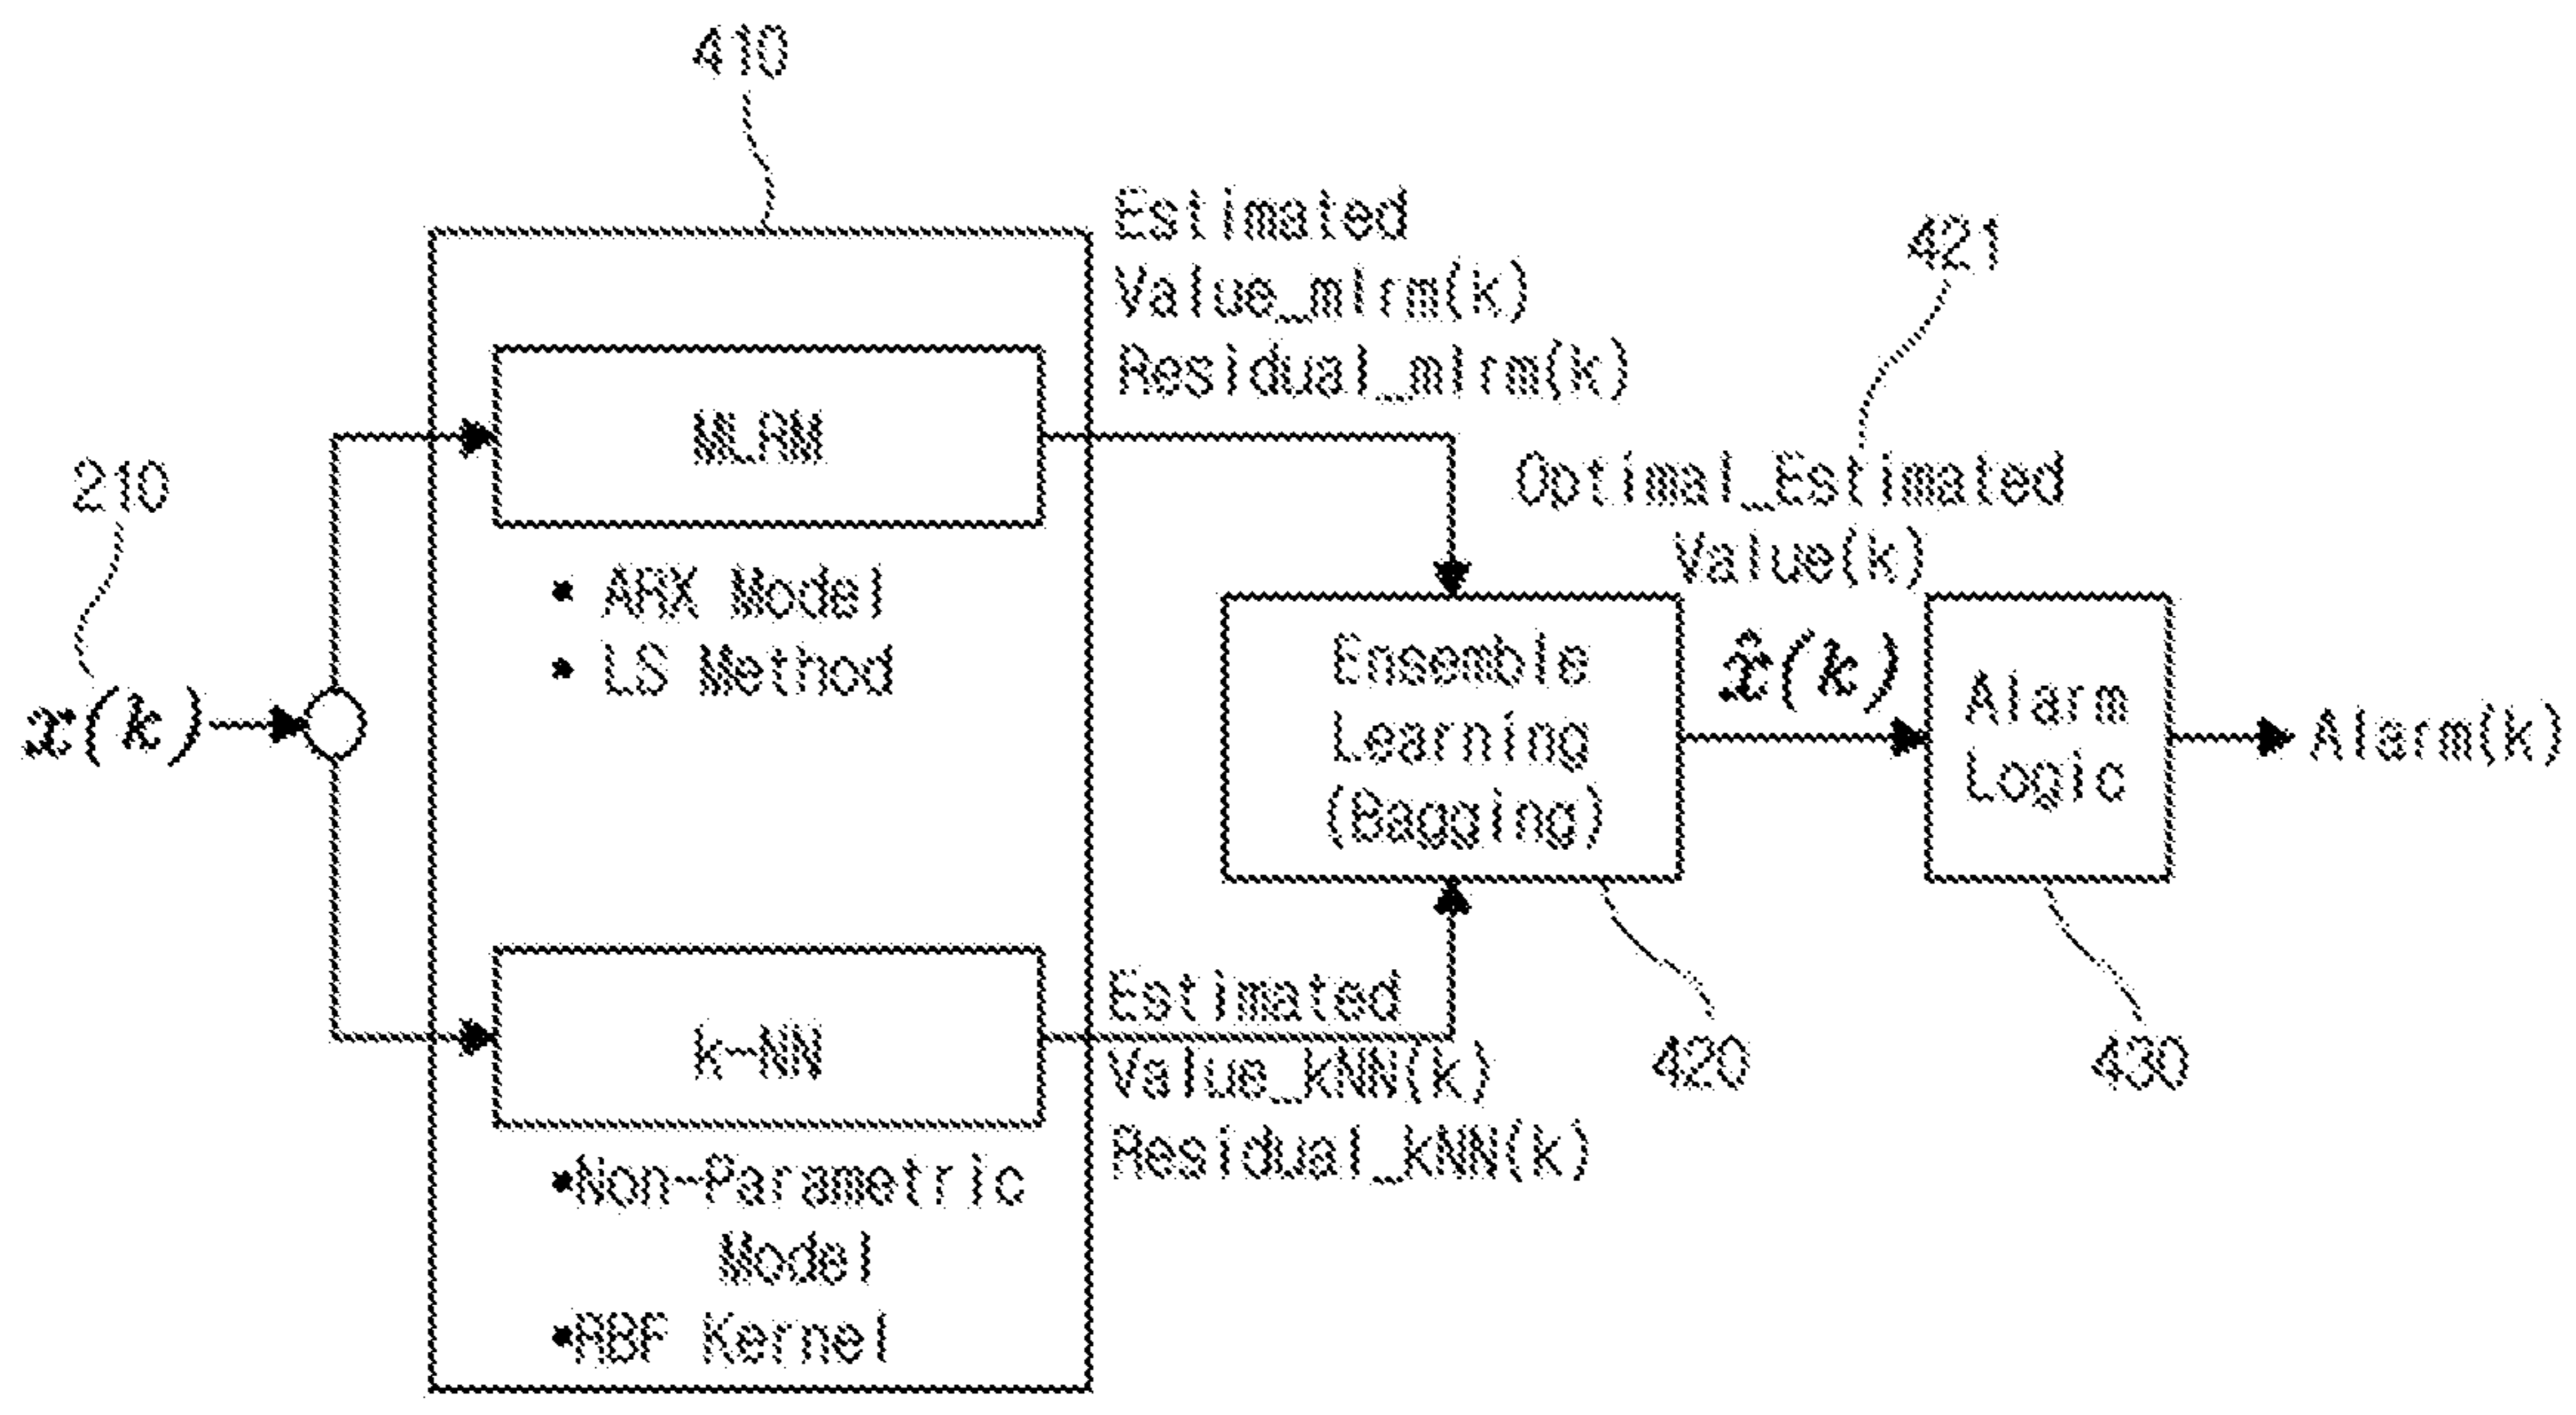 410
Estimated
Value_mlrm(k)
Residual_mlrm(k)
421
MLRM
210
Optimal_Estimated
Value(k)
• ARX Model
• LS Method
x(k)
Ensemble
Learning
(Bagging)
x̂(k)
Alarm
Logic
Alarm(k)
k-NN
Estimated
Value_kNN(k)
Residual_kNN(k)
420
430
•Non-Parametric
Model
•RBF Kernel